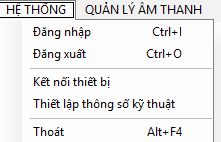 HỆ THỐNG QUẢN LÝ ÂM THANH
Đăng nhập Ctrl+I
Đăng xuất Ctrl+O
Kết nối thiết bị
Thiết lập thông số kỹ thuật
Thoát Alt+F4